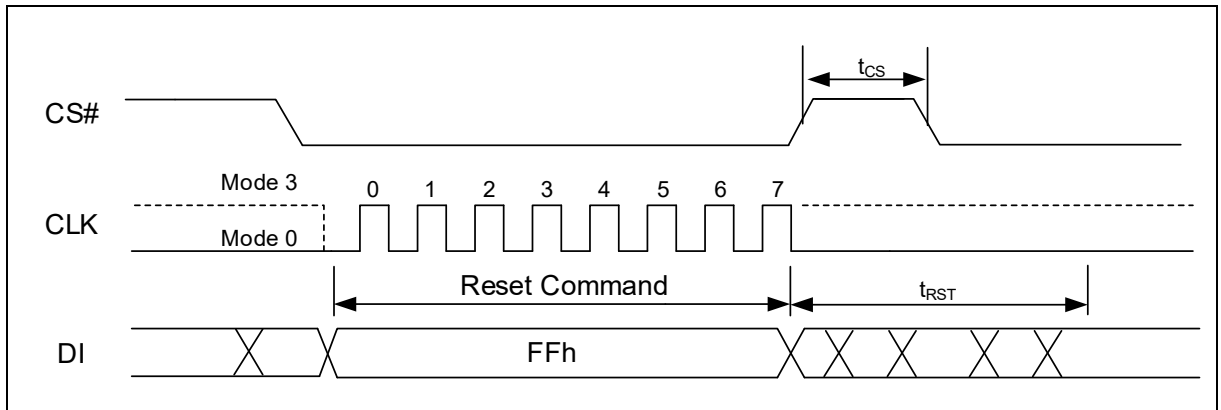 tCS
CS#
Mode 3
0 1 2 3 4 5 6 7
CLK
Mode 0
Reset Command
tRST
DI
FFh